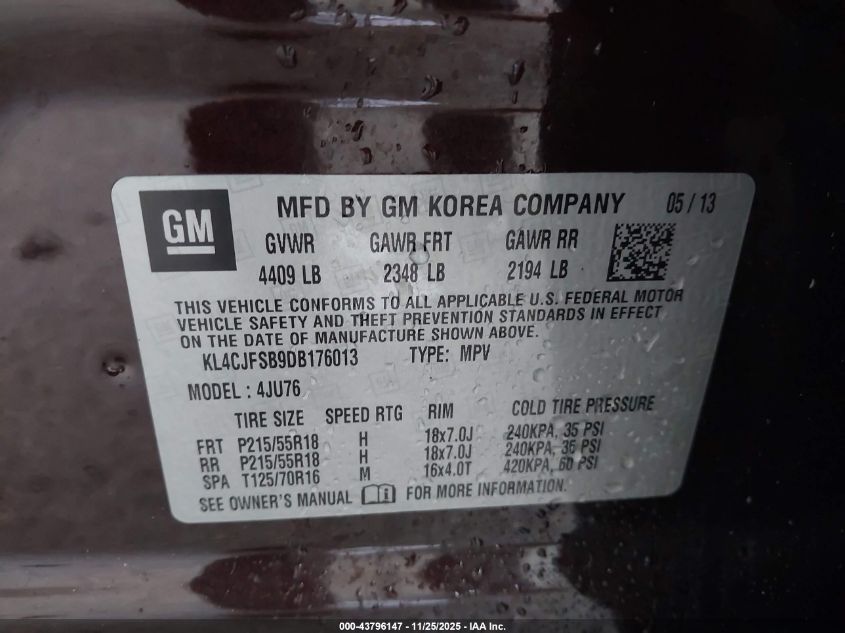 GM MFD BY GM KOREA COMPANY 05 / 13
GVWR GAWR FRT GAWR RR
4409 LB 2348 LB 2194 LB
THIS VEHICLE CONFORMS TO ALL APPLICABLE U.S. FEDERAL MOTOR
VEHICLE SAFETY AND THEFT PREVENTION STANDARDS IN EFFECT
ON THE DATE OF MANUFACTURE SHOWN ABOVE.
KL4CJFSB9DB176013 TYPE: MPV
MODEL : 4JU76
TIRE SIZE SPEED RTG RIM COLD TIRE PRESSURE
FRT P215/55R18 H 18x7.0J 240KPA, 35 PSI
RR P215/55R18 H 18x7.0J 240KPA, 35 PSI
SPA T125/70R16 M 16x4.0T 420KPA, 60 PSI
SEE OWNER'S MANUAL FOR MORE INFORMATION.
000-43796147 - 11/25/2025 - IAA Inc.